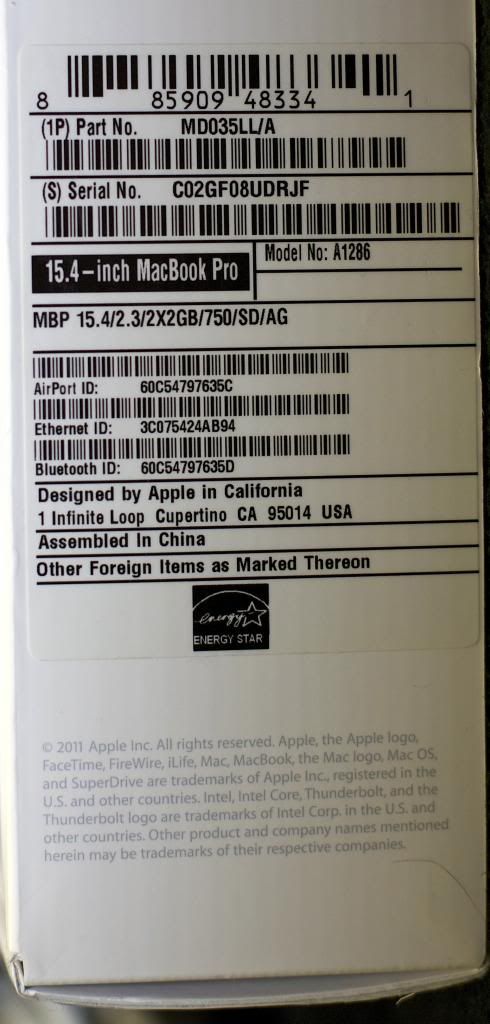 8 85909 48334 1
(1P) Part No. MD035LL/A
(S) Serial No. C02GF08UDRJF
15.4-inch MacBook Pro
Model No: A1286
MBP 15.4/2.3/2X2GB/750/SD/AG
AirPort ID: 60C54797635C
Ethernet ID: 3C075424AB94
Bluetooth ID: 60C54797635D
Designed by Apple in California
1 Infinite Loop Cupertino CA 95014 USA
Assembled In China
Other Foreign Items as Marked Thereon
energy
ENERGY STAR
© 2011 Apple Inc. All rights reserved. Apple, the Apple logo,
FaceTime, FireWire, iLife, Mac, MacBook, the Mac logo, Mac OS,
and SuperDrive are trademarks of Apple Inc., registered in the
U.S. and other countries. Intel, Intel Core, Thunderbolt, and the
Thunderbolt logo are trademarks of Intel Corp. in the U.S. and
other countries. Other product and company names mentioned
herein may be trademarks of their respective companies.